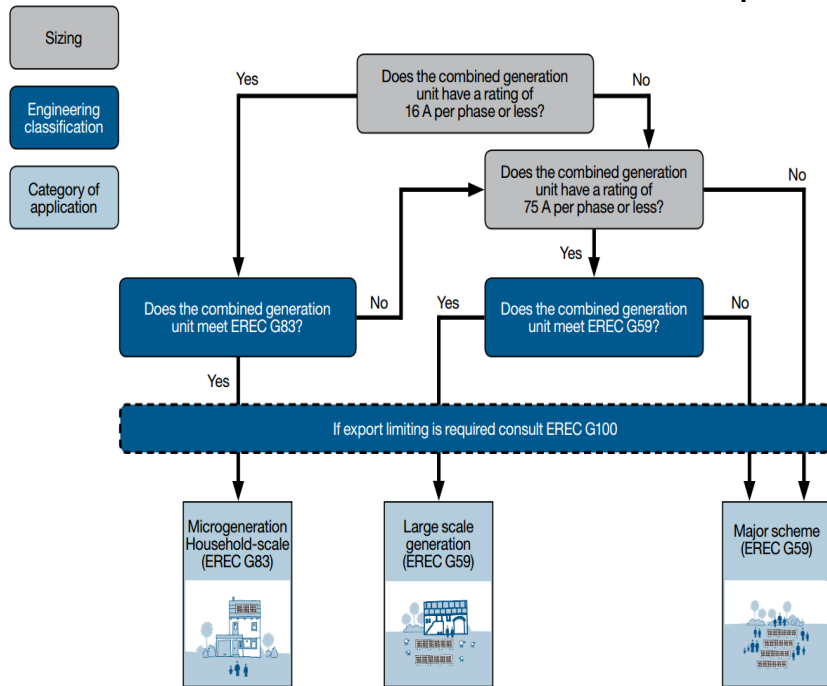 Sizing
Engineering
classification
Category of
application
Does the combined generation
unit have a rating of
16 A per phase or less?
Yes
No
Does the combined generation
unit have a rating of
75 A per phase or less?
No
Yes
Does the combined generation
unit meet EREC G83?
No
Yes
Does the combined generation
unit meet EREC G59?
No
Yes
If export limiting is required consult EREC G100
Microgeneration
Household-scale
(EREC G83)
Large scale
generation
(EREC G59)
Major scheme
(EREC G59)